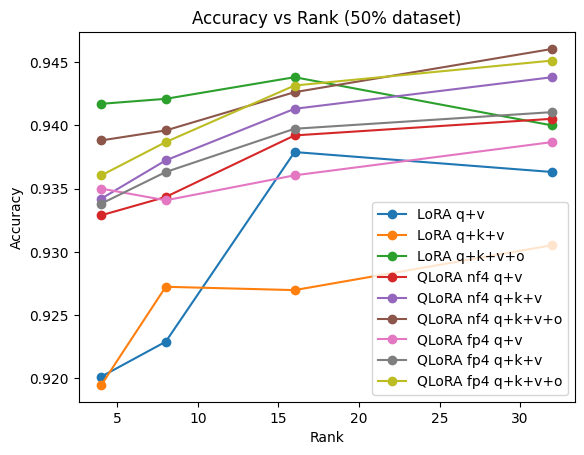 Accuracy vs Rank (50% dataset)
0.945
0.940
0.935
0.930
0.925
0.920
Accuracy
5
10
15
20
25
30
Rank
LoRA q+v
LoRA q+k+v
LoRA q+k+v+o
QLoRA nf4 q+v
QLoRA nf4 q+k+v
QLoRA nf4 q+k+v+o
QLoRA fp4 q+v
QLoRA fp4 q+k+v
QLoRA fp4 q+k+v+o